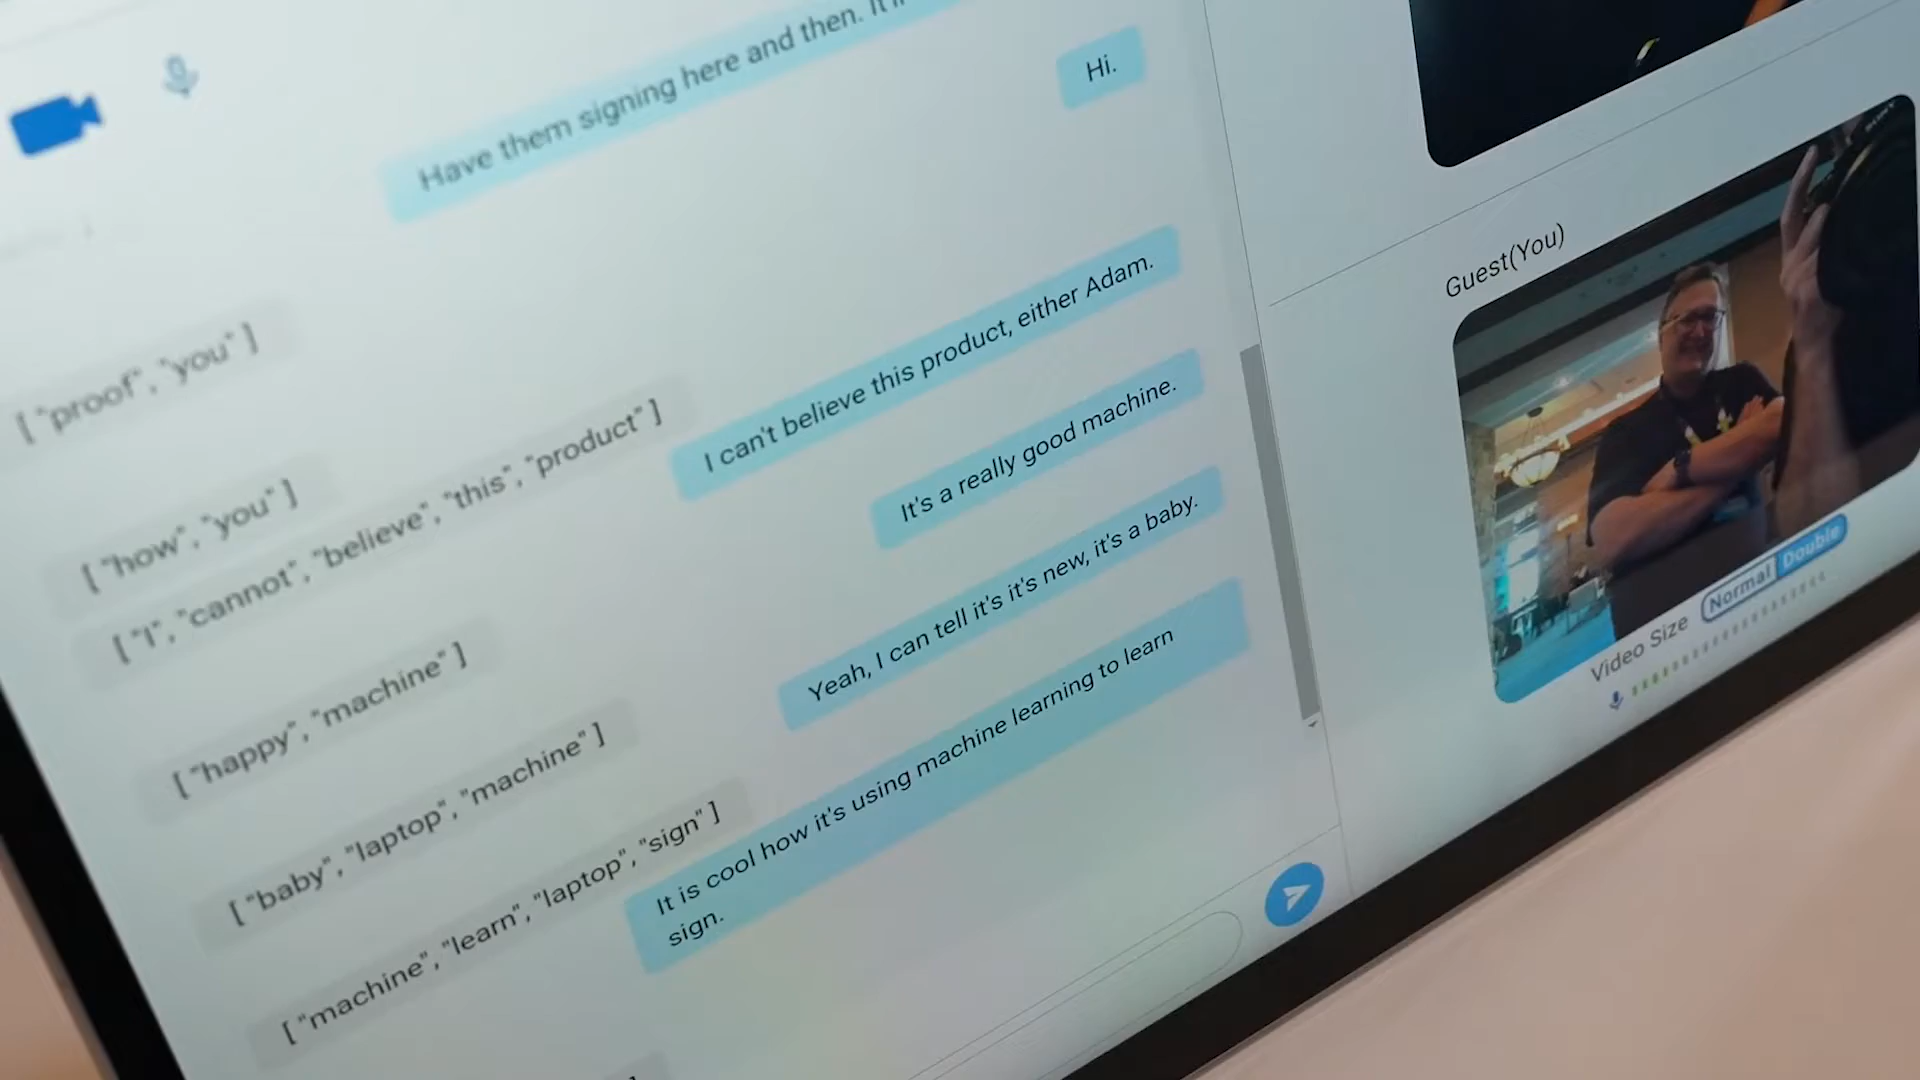 Have them signing here and then.
Hi.
[ "proof", "you" ]
[ "how", "you" ]
I can't believe this product, either Adam.
[ "I", "cannot", "believe", "this", "product" ]
It's a really good machine.
[ "happy", "machine" ]
Yeah, I can tell it's it's new, it's a baby.
[ "baby", "laptop", "machine" ]
It is cool how it's using machine learning to learn
sign.
[ "machine", "learn", "laptop", "sign" ]
Guest(You)
SONY
Video Size Normal Double